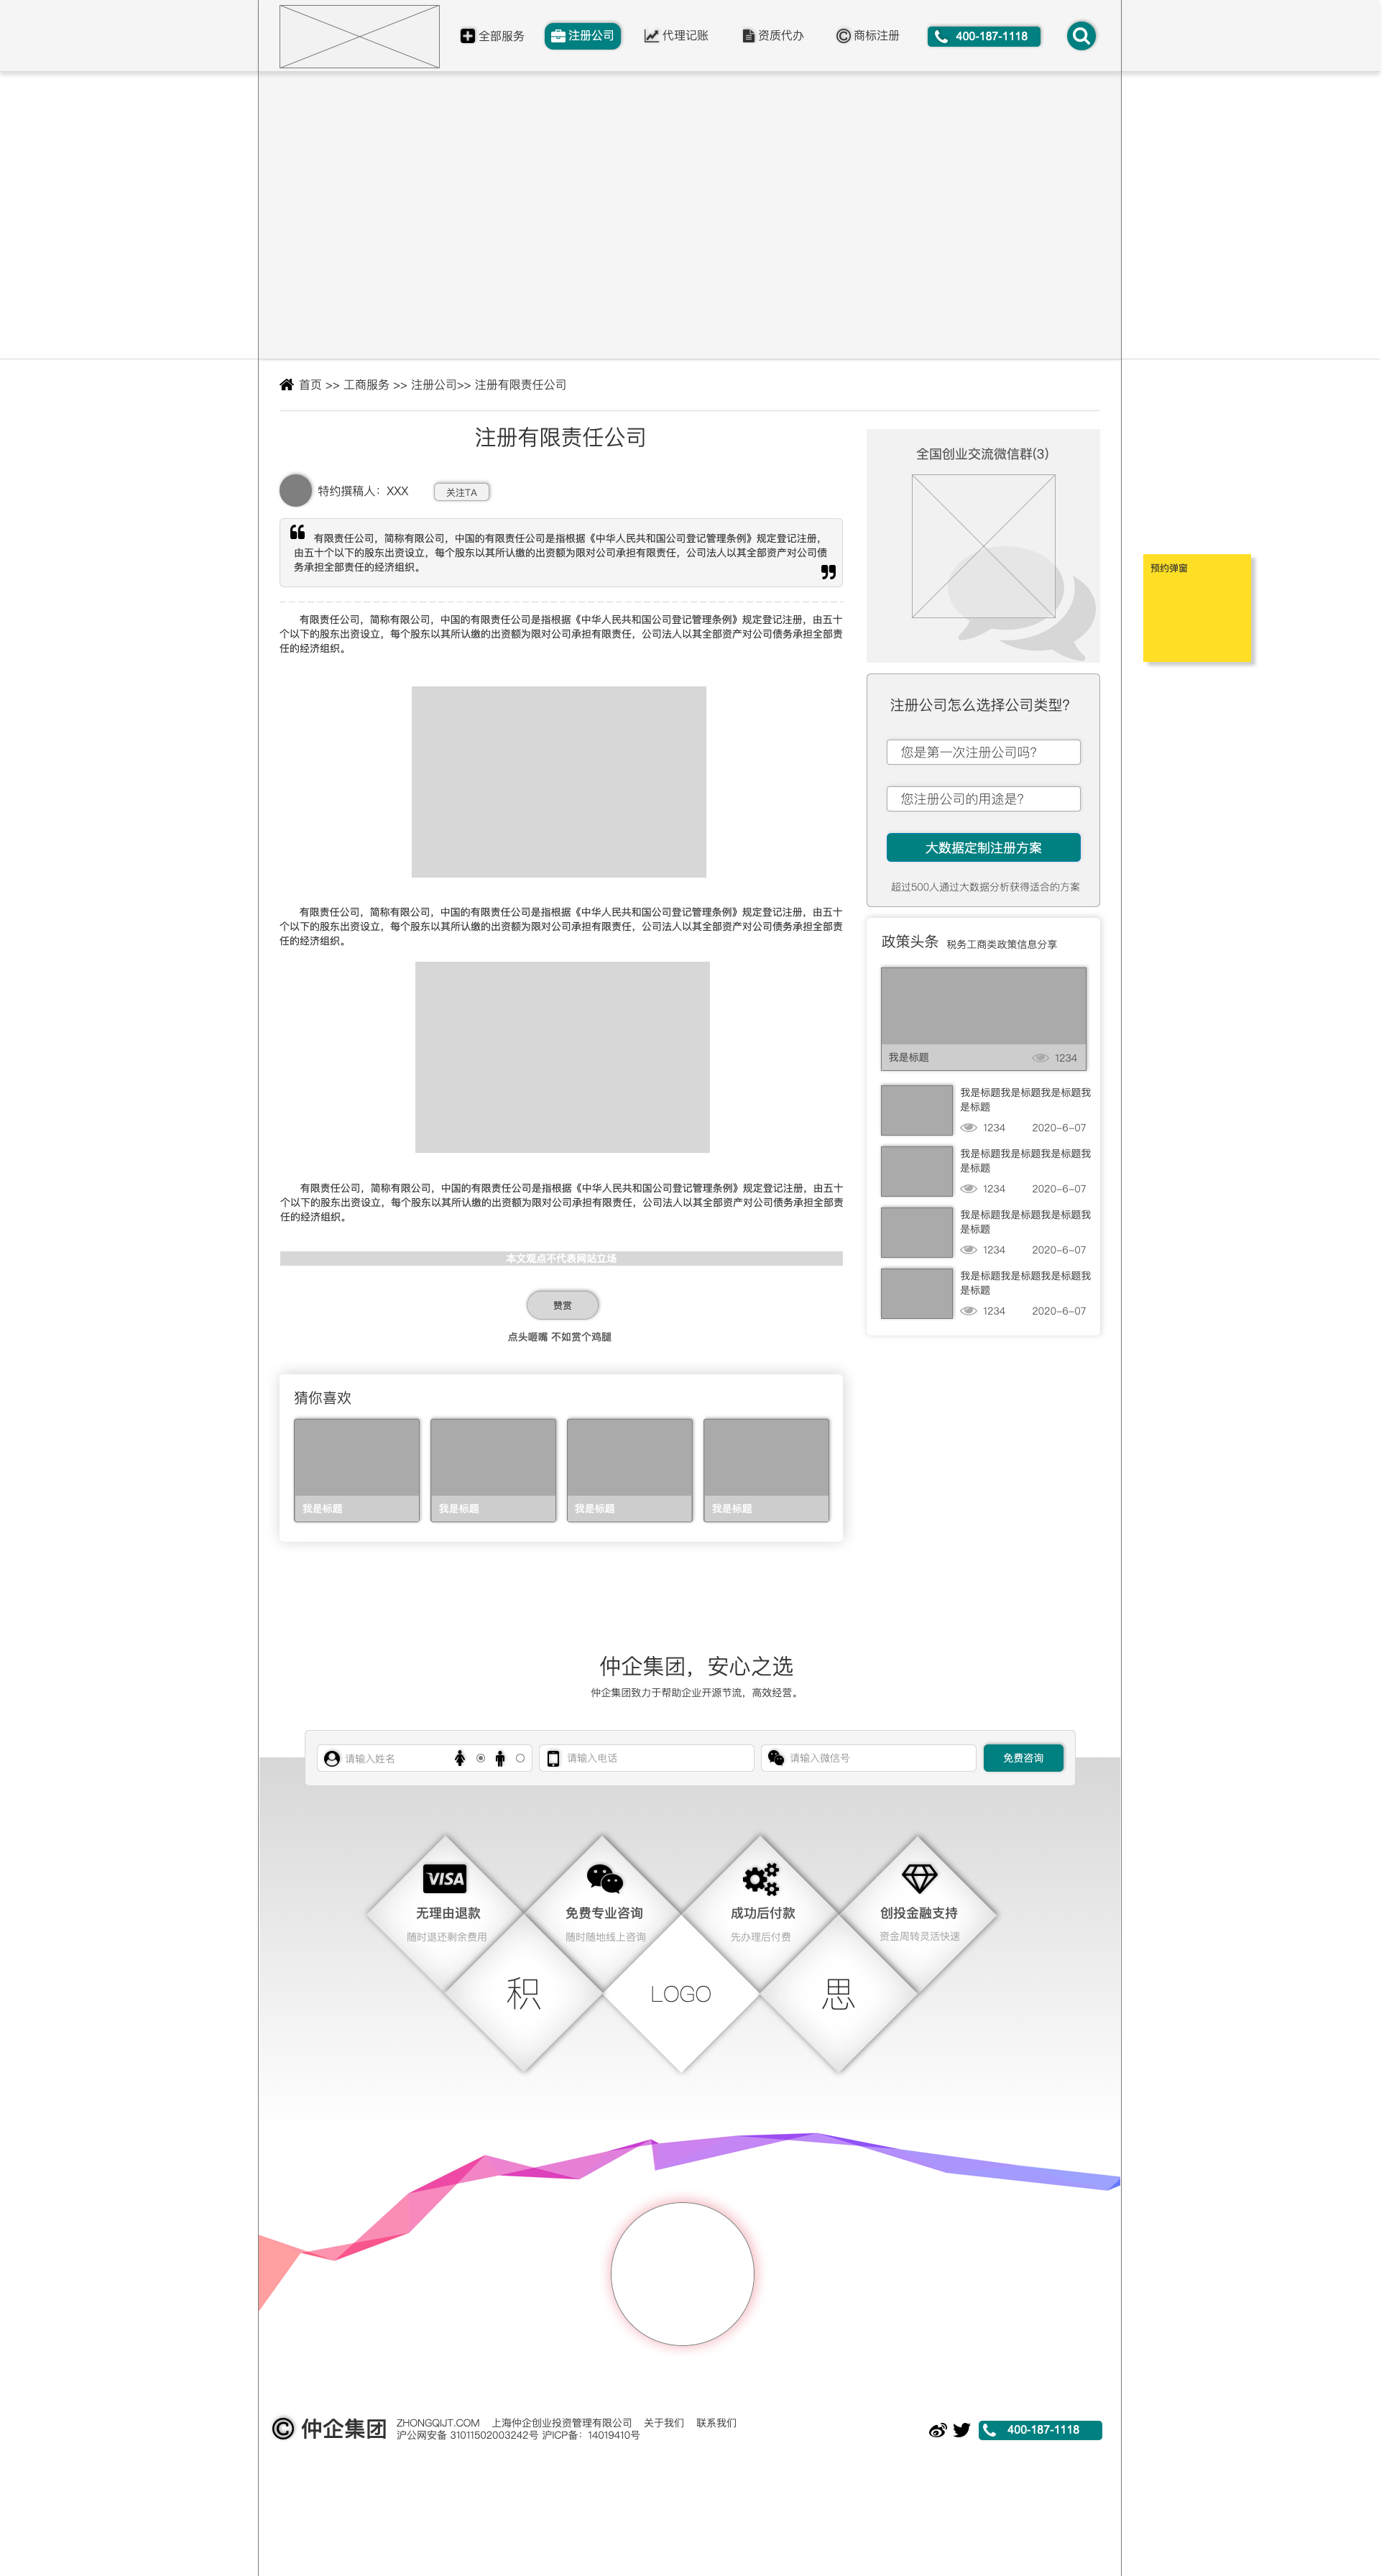 全部服务
注册公司
代理记账
资质代办
商标注册
400-187-1118
首页 >> 工商服务 >> 注册公司>> 注册有限责任公司
注册有限责任公司
特约撰稿人：XXX
关注TA
有限责任公司，简称有限公司，中国的有限责任公司是指根据《中华人民共和国公司登记管理条例》规定登记注册，
由五十个以下的股东出资设立，每个股东以其所认缴的出资额为限对公司承担有限责任，公司法人以其全部资产对公司债
务承担全部责任的经济组织。
有限责任公司，简称有限公司，中国的有限责任公司是指根据《中华人民共和国公司登记管理条例》规定登记注册，由五十
个以下的股东出资设立，每个股东以其所认缴的出资额为限对公司承担有限责任，公司法人以其全部资产对公司债务承担全部责
任的经济组织。
有限责任公司，简称有限公司，中国的有限责任公司是指根据《中华人民共和国公司登记管理条例》规定登记注册，由五十
个以下的股东出资设立，每个股东以其所认缴的出资额为限对公司承担有限责任，公司法人以其全部资产对公司债务承担全部责
任的经济组织。
有限责任公司，简称有限公司，中国的有限责任公司是指根据《中华人民共和国公司登记管理条例》规定登记注册，由五十
个以下的股东出资设立，每个股东以其所认缴的出资额为限对公司承担有限责任，公司法人以其全部资产对公司债务承担全部责
任的经济组织。
本文观点不代表网站立场
赞赏
点头咂嘴 不如赏个鸡腿
猜你喜欢
我是标题
我是标题
我是标题
我是标题
全国创业交流微信群(3)
预约弹窗
注册公司怎么选择公司类型？
您是第一次注册公司吗？
您注册公司的用途是？
大数据定制注册方案
超过500人通过大数据分析获得适合的方案
政策头条 税务工商类政策信息分享
我是标题
1234
我是标题我是标题我是标题我
是标题
1234 2020-6-07
我是标题我是标题我是标题我
是标题
1234 2020-6-07
我是标题我是标题我是标题我
是标题
1234 2020-6-07
我是标题我是标题我是标题我
是标题
1234 2020-6-07
仲企集团，安心之选
仲企集团致力于帮助企业开源节流，高效经营。
请输入姓名
请输入电话
请输入微信号
免费咨询
VISA
无理由退款
随时退还剩余费用
免费专业咨询
随时随地线上咨询
成功后付款
先办理后付费
创投金融支持
资金周转灵活快速
积
LOGO
思
仲企集团
ZHONGQIJT.COM 上海仲企创业投资管理有限公司 关于我们 联系我们
沪公网安备 31011502003242号 沪ICP备：14019410号
400-187-1118